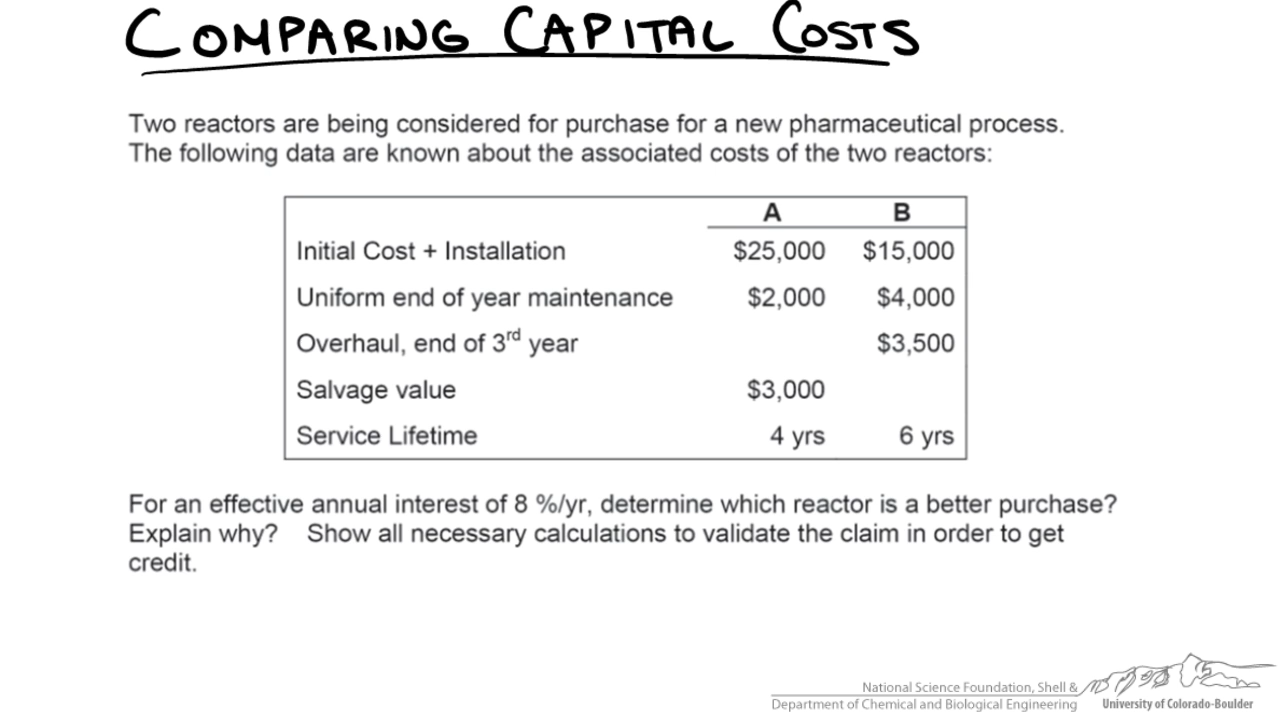 COMPARING CAPITAL COSTS
Two reactors are being considered for purchase for a new pharmaceutical process.
The following data are known about the associated costs of the two reactors:
A B
Initial Cost + Installation $25,000 $15,000
Uniform end of year maintenance $2,000 $4,000
Overhaul, end of 3rd year $3,500
Salvage value $3,000
Service Lifetime 4 yrs 6 yrs
For an effective annual interest of 8 %/yr, determine which reactor is a better purchase?
Explain why? Show all necessary calculations to validate the claim in order to get
credit.
National Science Foundation, Shell &
Department of Chemical and Biological Engineering University of Colorado-Boulder